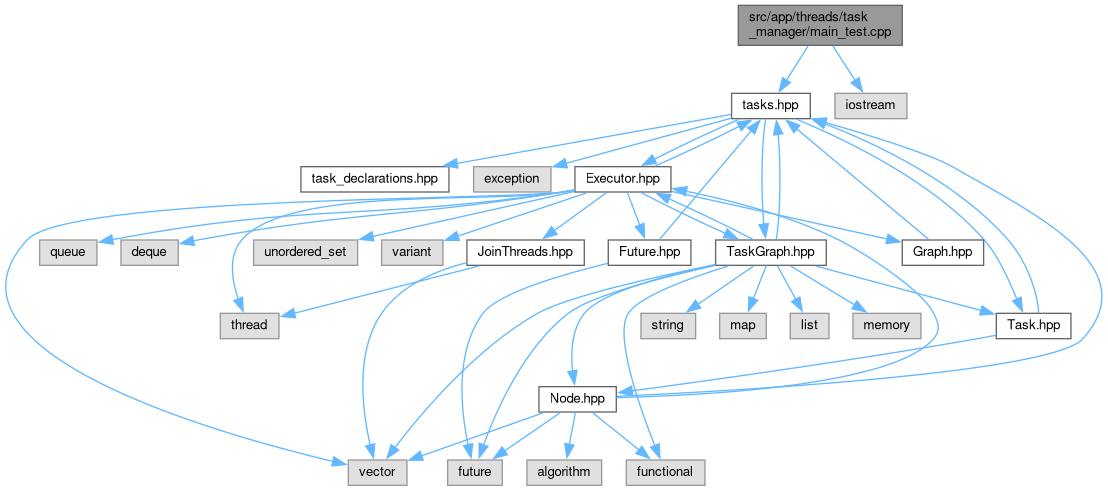 src/app/threads/task
_manager/main_test.cpp
tasks.hpp
iostream
task_declarations.hpp
exception
Executor.hpp
queue
deque
unordered_set
variant
JoinThreads.hpp
Future.hpp
TaskGraph.hpp
Graph.hpp
thread
string
map
list
memory
Task.hpp
Node.hpp
vector
future
algorithm
functional